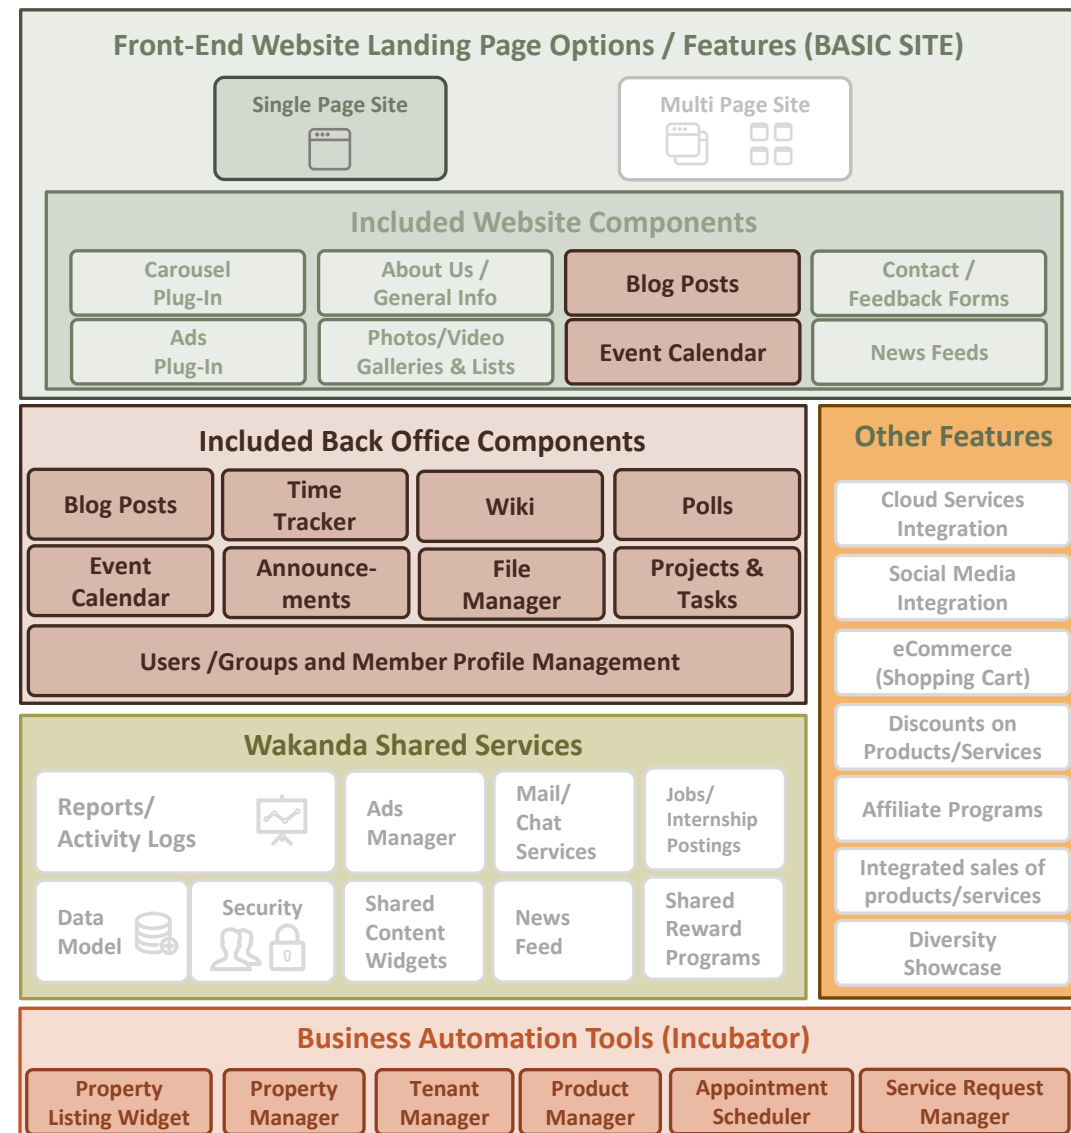 Front-End Website Landing Page Options / Features (BASIC SITE)
Single Page Site
Multi Page Site
Included Website Components
Carousel
Plug-In
About Us /
General Info
Blog Posts
Contact /
Feedback Forms
Ads
Plug-In
Photos/Video
Galleries & Lists
Event Calendar
News Feeds
Included Back Office Components
Blog Posts
Time
Tracker
Wiki
Polls
Event
Calendar
Announce-
ments
File
Manager
Projects &
Tasks
Users /Groups and Member Profile Management
Other Features
Cloud Services
Integration
Social Media
Integration
eCommerce
(Shopping Cart)
Discounts on
Products/Services
Affiliate Programs
Integrated sales of
products/services
Diversity
Showcase
Wakanda Shared Services
Reports/
Activity Logs
Ads
Manager
Mail/
Chat
Services
Jobs/
Internship
Postings
Data
Model
Security
Shared
Content
Widgets
News
Feed
Shared
Reward
Programs
Business Automation Tools (Incubator)
Property
Listing Widget
Property
Manager
Tenant
Manager
Product
Manager
Appointment
Scheduler
Service Request
Manager